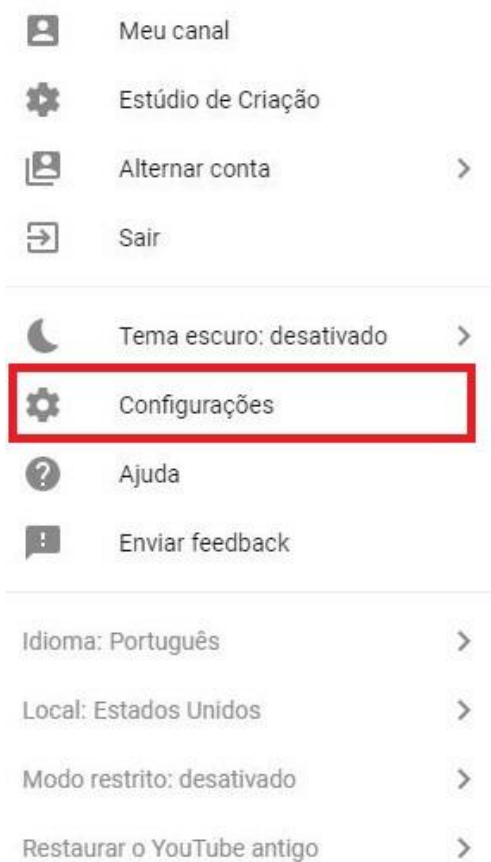 Meu canal
Estúdio de Criação
Alternar conta
Sair
Tema escuro: desativado
Configurações
Ajuda
Enviar feedback
Idioma: Português
Local: Estados Unidos
Modo restrito: desativado
Restaurar o YouTube antigo